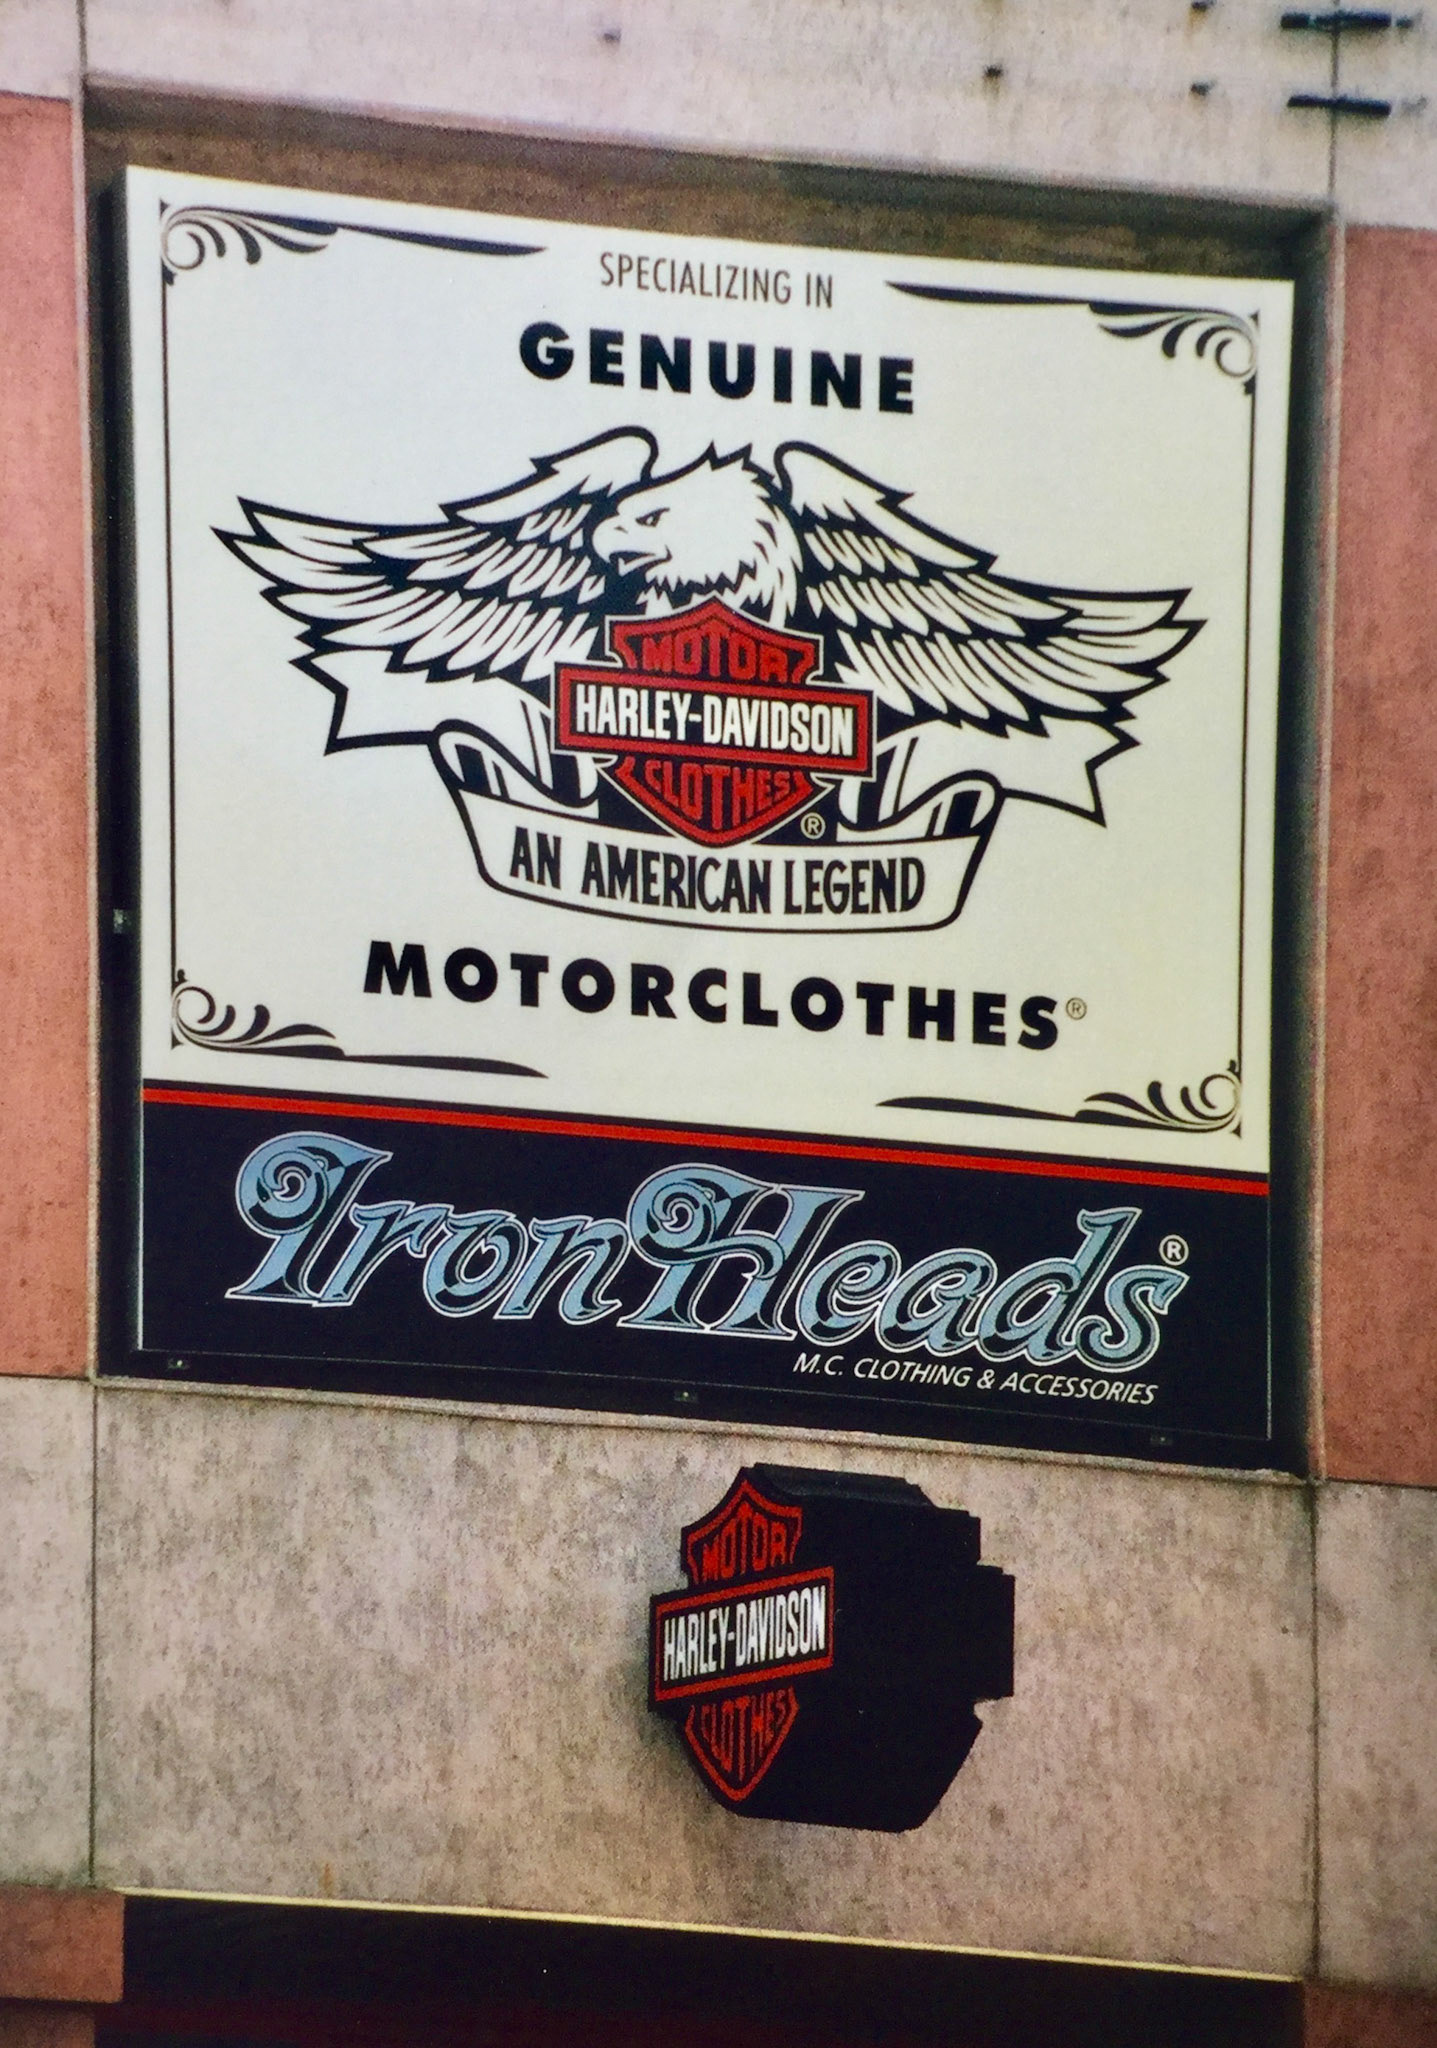 SPECIALIZING IN
GENUINE
MOTOR
HARLEY-DAVIDSON
CLOTHES
®
AN AMERICAN LEGEND
MOTORCLOTHES®
IronHeads®
M.C. CLOTHING & ACCESSORIES
MOTOR
HARLEY-DAVIDSON
CLOTHES